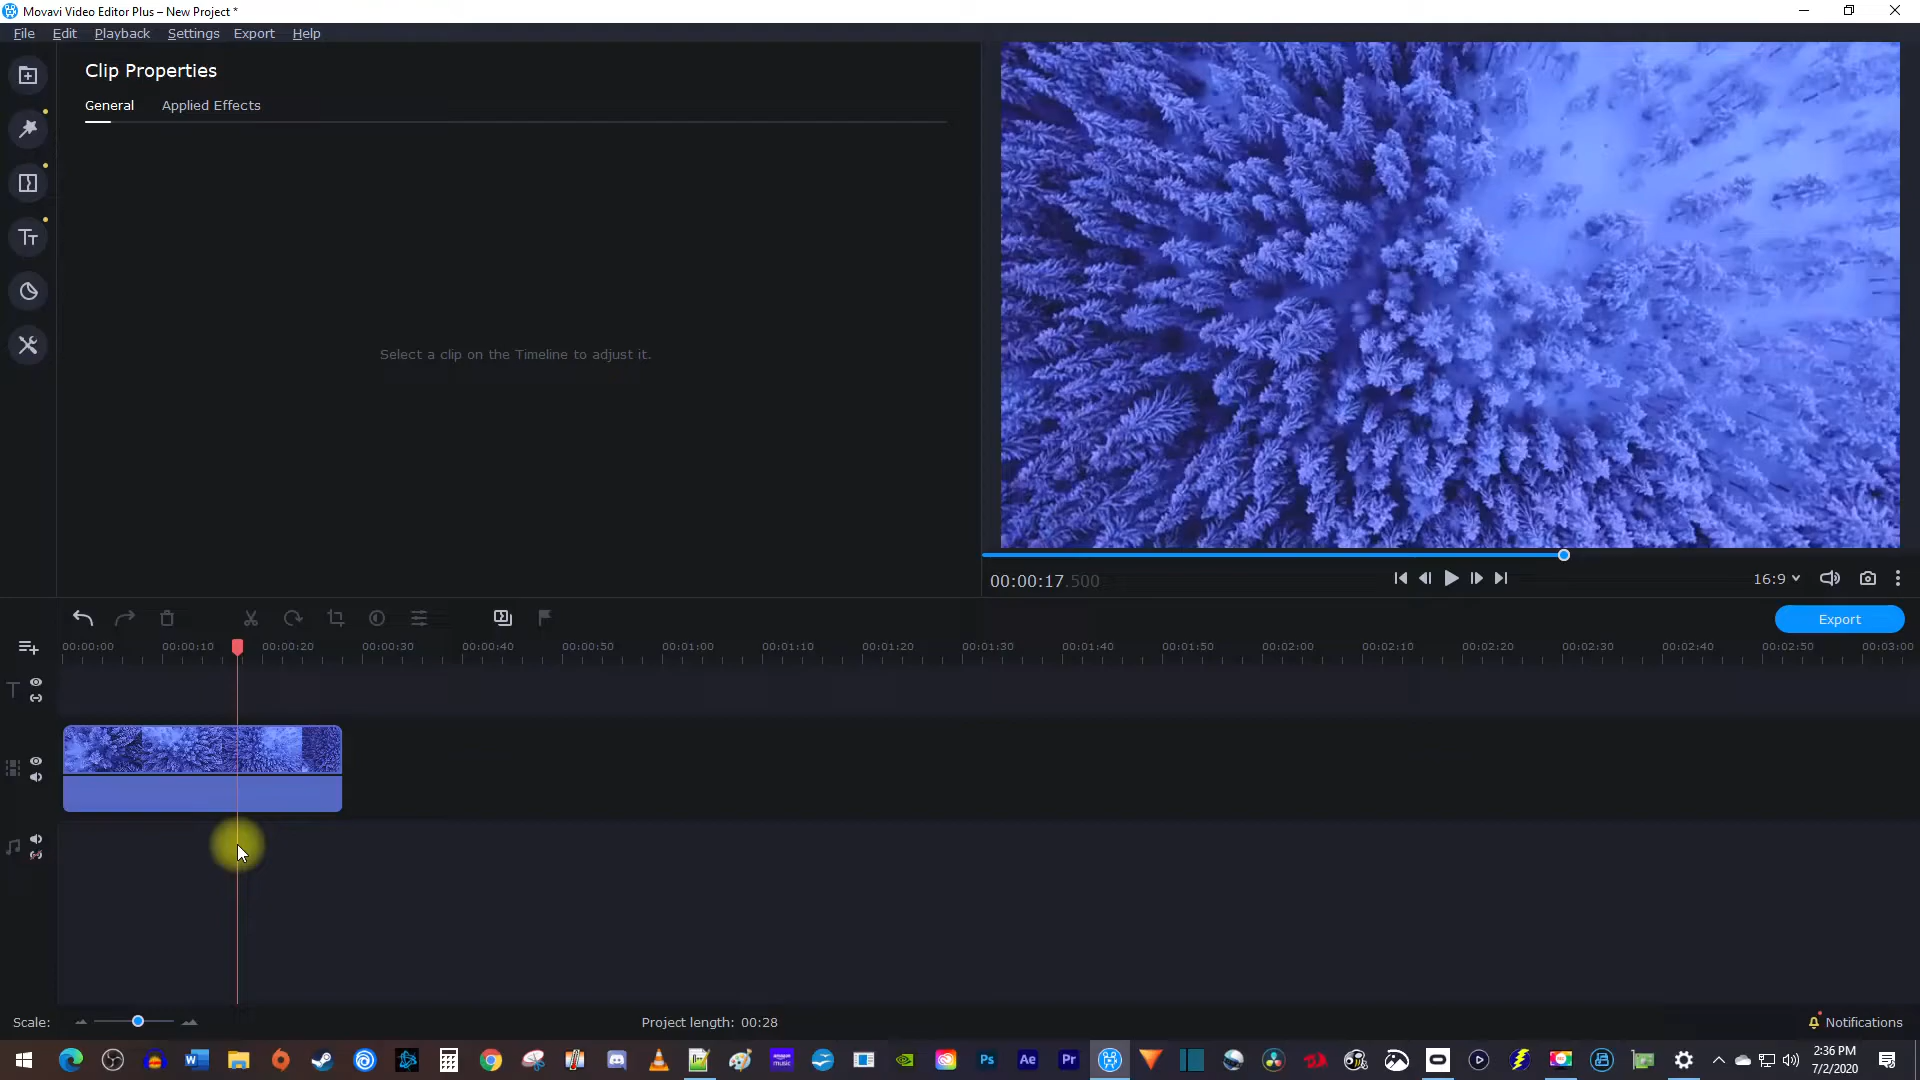 Movavi Video Editor Plus – New Project *
File Edit Playback Settings Export Help
Clip Properties
General Applied Effects
Select a clip on the Timeline to adjust it.
00:00:17.500
16:9
Export
00:00:00 00:00:10 00:00:20 00:00:30 00:00:40 00:00:50 00:01:00 00:01:10 00:01:20 00:01:30 00:01:40 00:01:50 00:02:00 00:02:10 00:02:20 00:02:30 00:02:40 00:02:50 00:03:00
Scale:
Project length: 00:28
Notifications
Ps Ae Pr
2:36 PM
7/2/2020